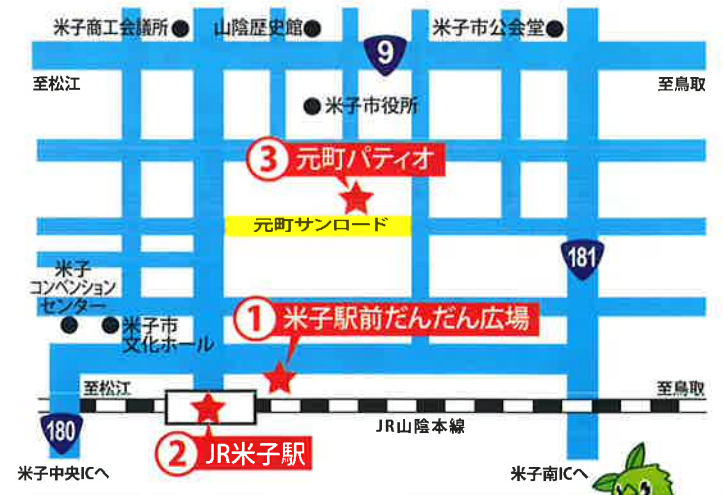 米子商工会議所
山陰歴史館
米子市公会堂
9
至松江
至鳥取
米子市役所
3 元町パティオ
元町サンロード
181
米子
コンベンション
センター
米子市
文化ホール
1 米子駅前だんだん広場
至松江
至鳥取
JR山陰本線
180
2 JR米子駅
米子中央ICへ
米子南ICへ